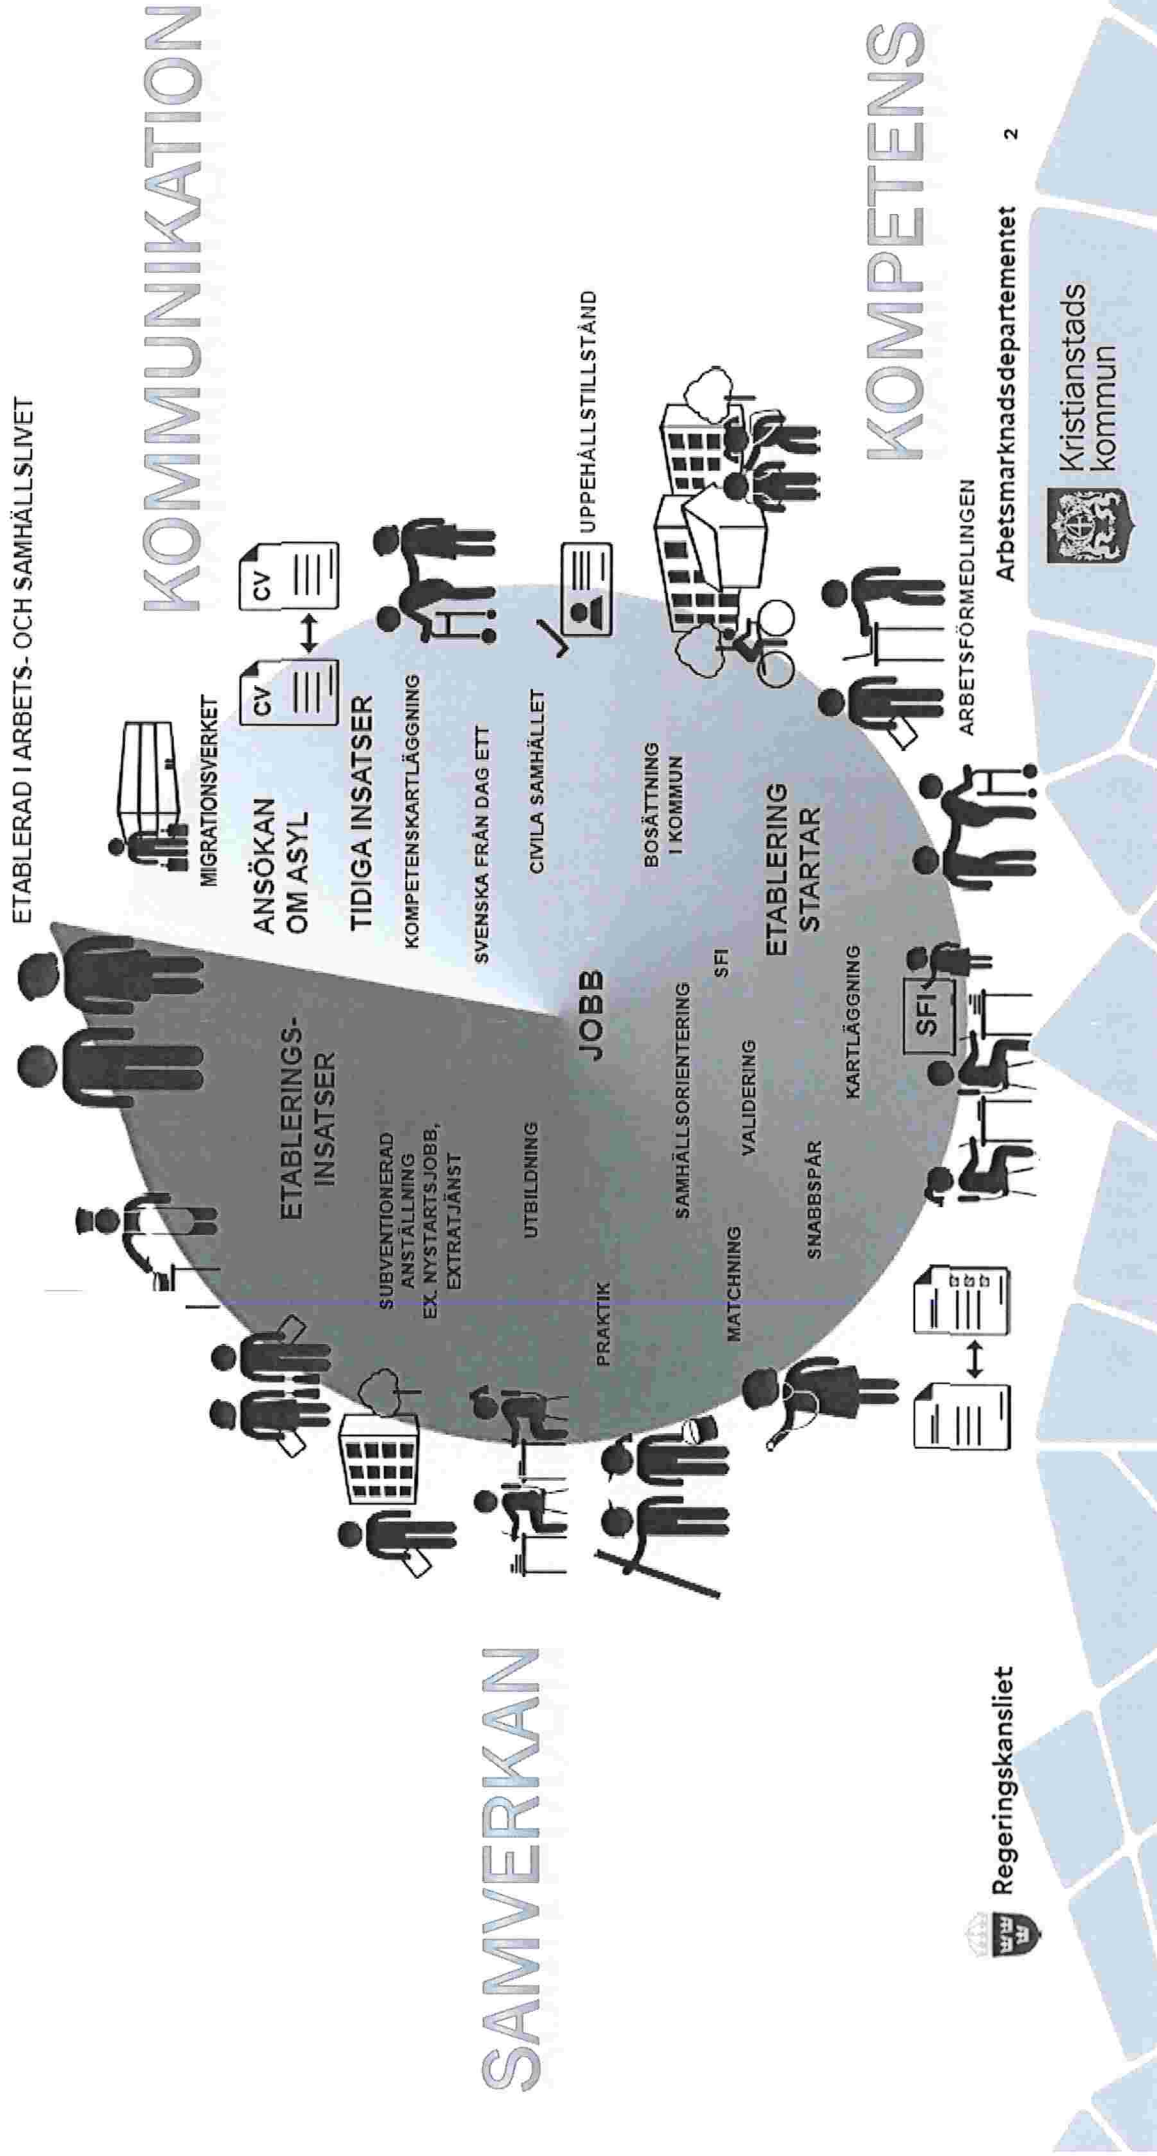 ETABLERAD I ARBETS- OCH SAMHÄLLSLIVET
KOMMUNIKATION
MIGRATIONSVERKET
CV
CV
ANSÖKAN
OM ASYL
TIDIGA INSATSER
KOMPETENSKARTLÄGGNING
SVENSKA FRÅN DAG ETT
CIVILA SAMHÄLLET
UPPEHÅLLSTILLSTÅND
BOSÄTTNING
I KOMMUN
ETABLERING
STARTAR
ARBETSFÖRMEDLINGEN
KOMPETENS
JOBB
SFI
SAMHÄLLSORIENTERING
VALIDERING
KARTLÄGGNING
SFI
SNABBSPÅR
MATCHNING
PRAKTIK
UTBILDNING
SUBVENTIONERAD
ANSTÄLLNING
EX. NYSTARTSJOBB,
EXTRATJÄNST
ETABLERINGS-
INSATSER
SAMVERKAN
Regeringskansliet
Arbetsmarknadsdepartementet
2
Kristianstads
kommun